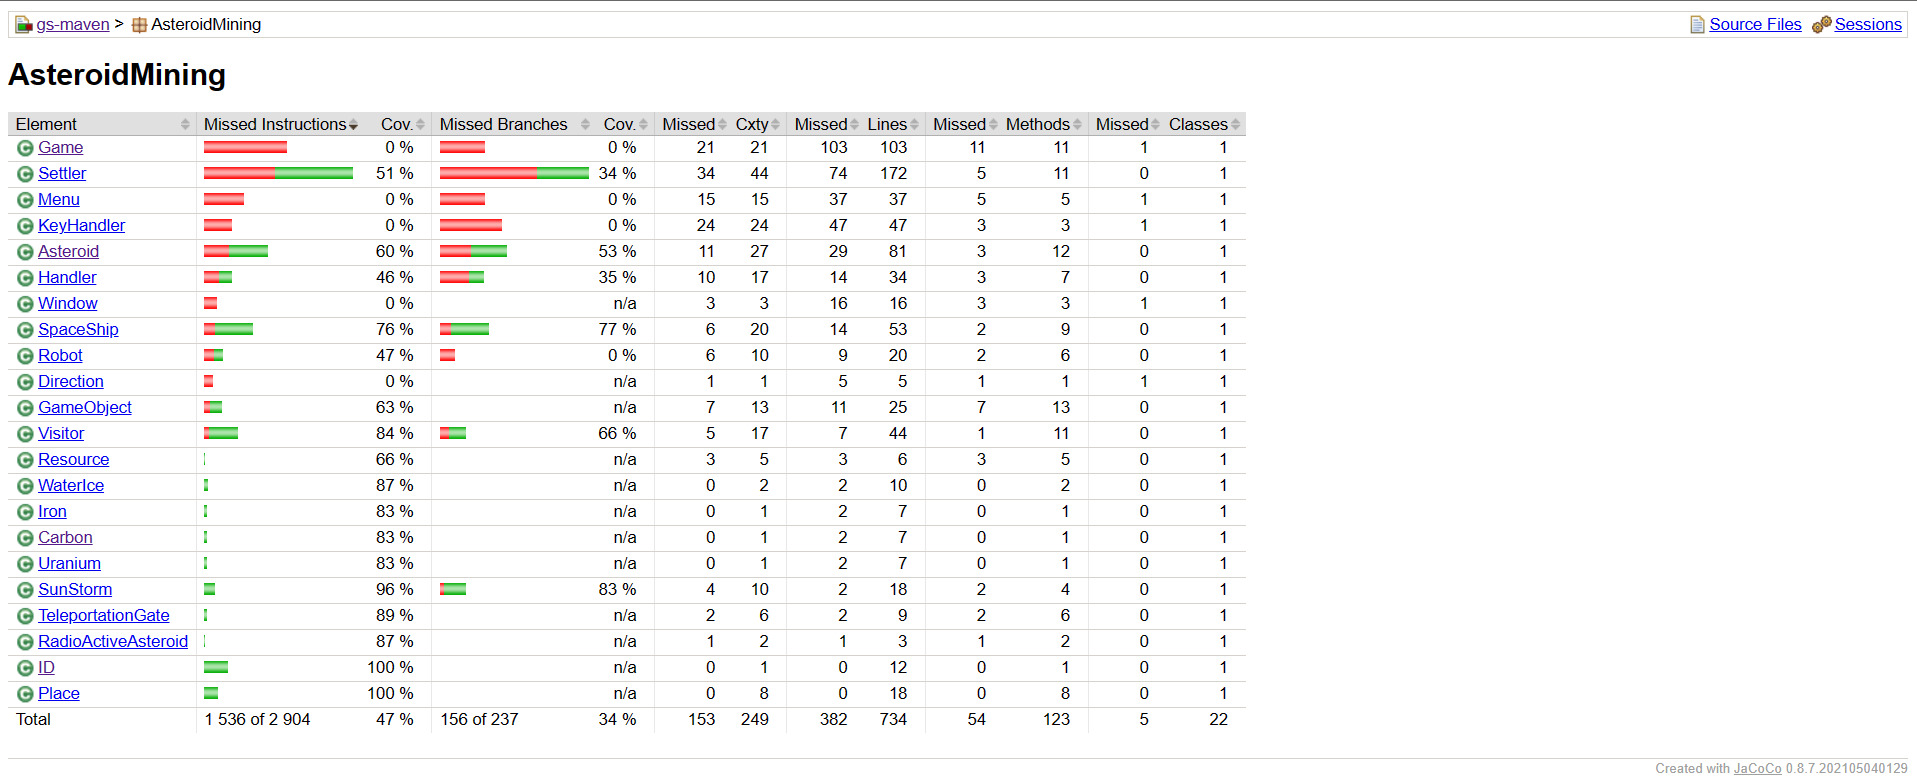 gs-maven > AsteroidMining Source Files Sessions
AsteroidMining
Element Missed Instructions Cov. Missed Branches Cov. Missed Cxty Missed Lines Missed Methods Missed Classes
Game 0 % 0 % 21 21 103 103 11 11 1 1
Settler 51 % 34 % 34 44 74 172 5 11 0 1
Menu 0 % 0 % 15 15 37 37 5 5 1 1
KeyHandler 0 % 0 % 24 24 47 47 3 3 1 1
Asteroid 60 % 53 % 11 27 29 81 3 12 0 1
Handler 46 % 35 % 10 17 14 34 3 7 0 1
Window 0 % n/a 3 3 16 16 3 3 1 1
SpaceShip 76 % 77 % 6 20 14 53 2 9 0 1
Robot 47 % 0 % 6 10 9 20 2 6 0 1
Direction 0 % n/a 1 1 5 5 1 1 1 1
GameObject 63 % n/a 7 13 11 25 7 13 0 1
Visitor 84 % 66 % 5 17 7 44 1 11 0 1
Resource 66 % n/a 3 5 3 6 3 5 0 1
WaterIce 87 % n/a 0 2 2 10 0 2 0 1
Iron 83 % n/a 0 1 2 7 0 1 0 1
Carbon 83 % n/a 0 1 2 7 0 1 0 1
Uranium 83 % n/a 0 1 2 7 0 1 0 1
SunStorm 96 % 83 % 4 10 2 18 2 4 0 1
TeleportationGate 89 % n/a 2 6 2 9 2 6 0 1
RadioActiveAsteroid 87 % n/a 1 2 1 3 1 2 0 1
ID 100 % n/a 0 1 0 12 0 1 0 1
Place 100 % n/a 0 8 0 18 0 8 0 1
Total 1 536 of 2 904 47 % 156 of 237 34 % 153 249 382 734 54 123 5 22
Created with JaCoCo 0.8.7.202105040129